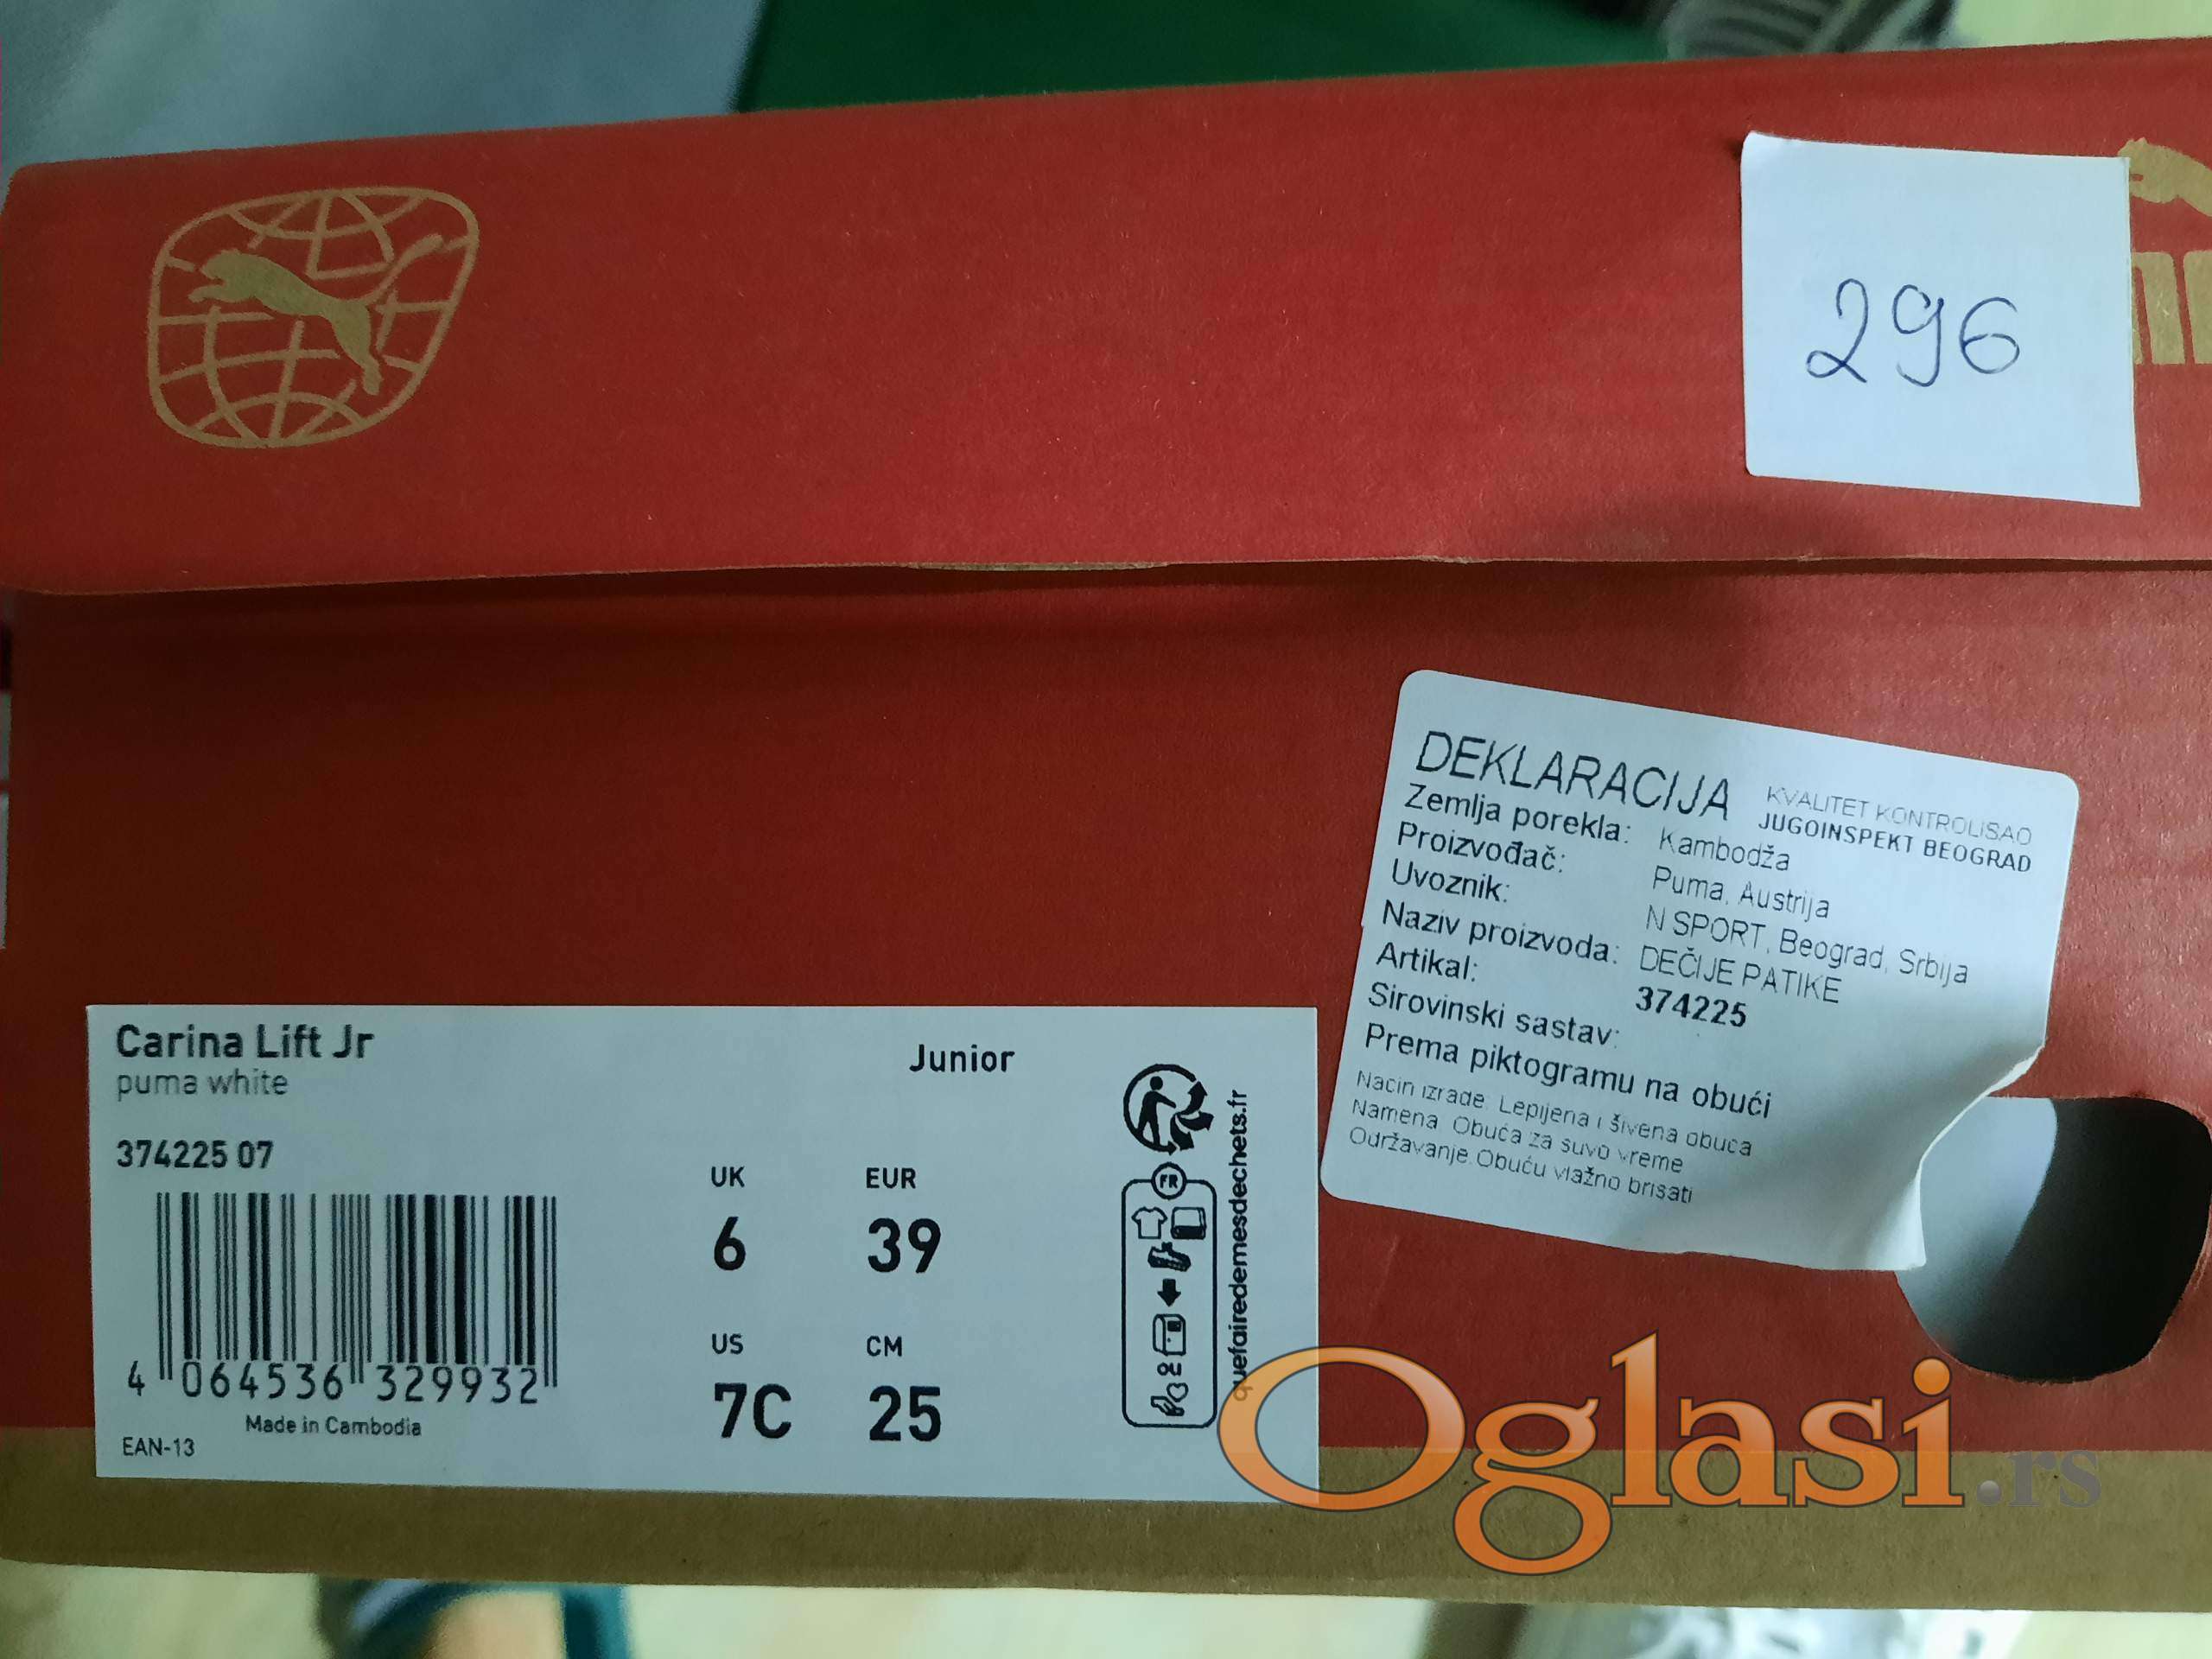 296
DEKLARACIJA
KVALITET KONTROLISAO
JUGOINSPEKT BEOGRAD
Zemlja porekla: Kambodža
Proizvođač: Puma, Austrija
Uvoznik: N SPORT, Beograd, Srbija
Naziv proizvoda: DEČIJE PATIKE
Artikal: 374225
Sirovinski sastav:
Prema piktogramu na obući
Nacin izrade: Lepijena i šivena obuca
Namena: Obuća za suvo vreme
Održavanje: Obuću vlažno brisati
Carina Lift Jr
puma white
Junior
374225 07
UK
6
EUR
39
US
7C
CM
25
4 064536 329932
Made in Cambodia
EAN-13
FR
OU
quefairedemesdechets.fr
Oglasi.rs